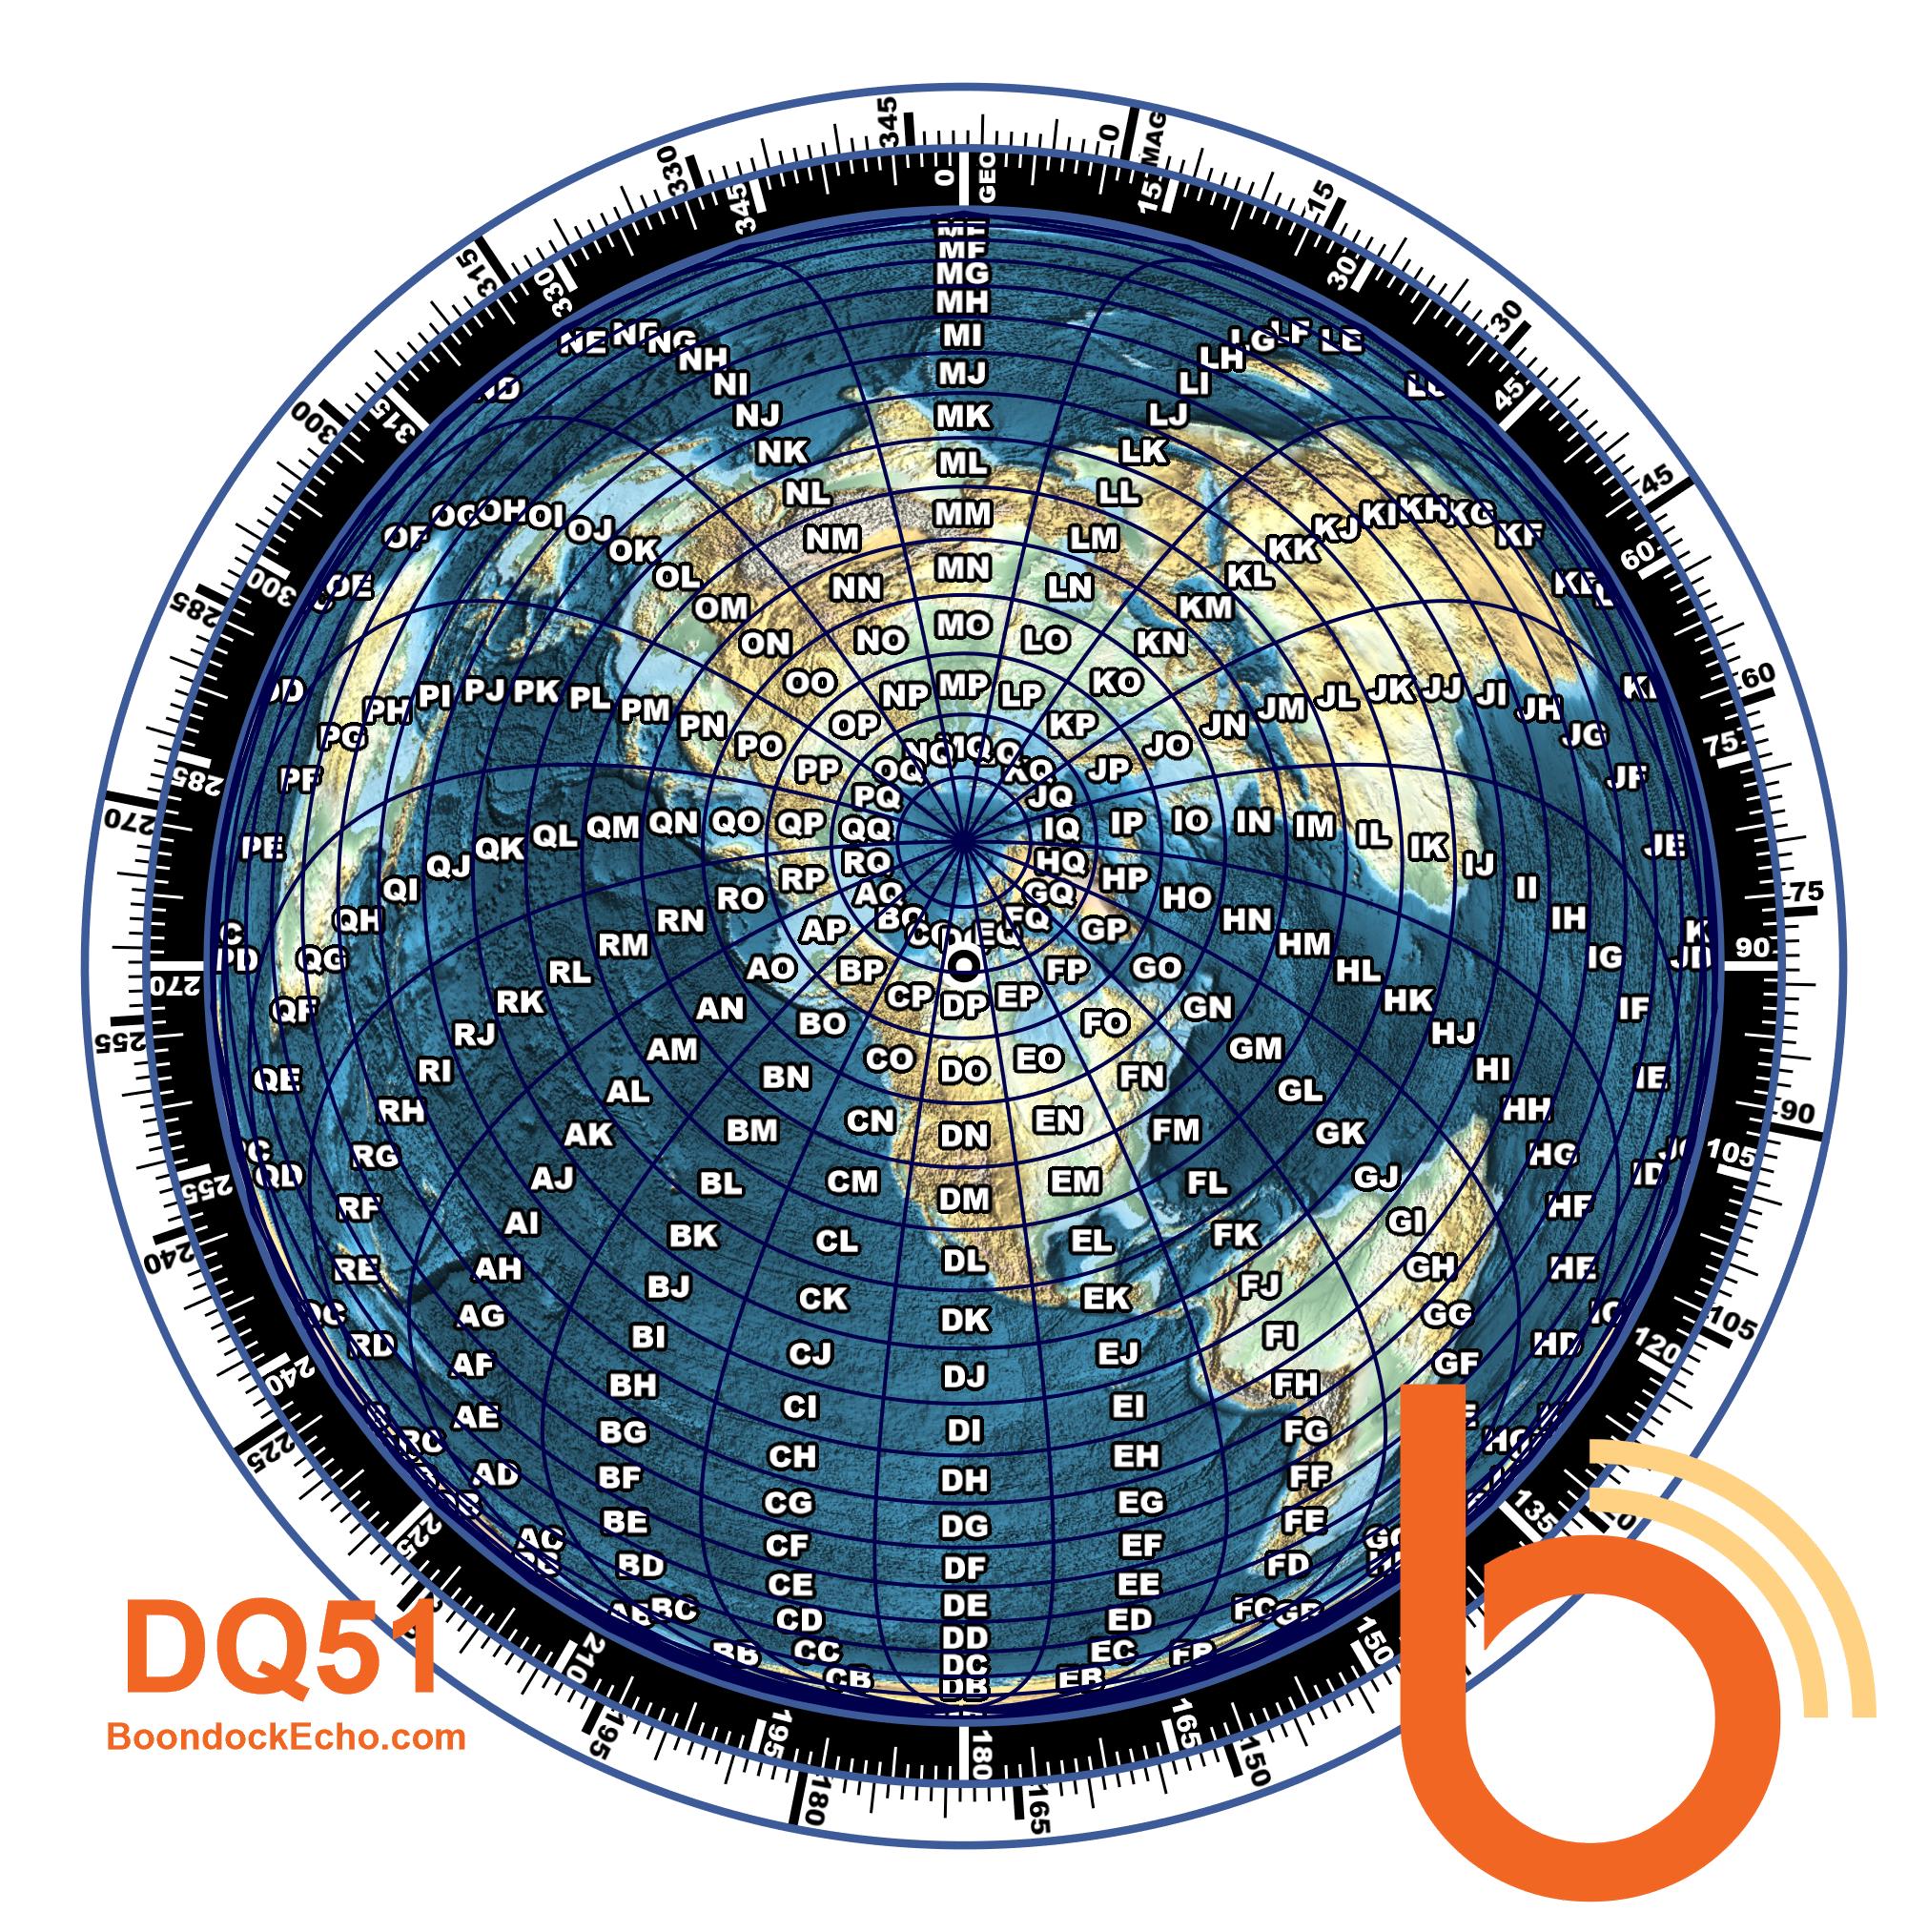 345 0 MAG
330 345 0 GEO 15 15
315 330 30 30
300 315 45 45
285 300 60 60
270 285 75 75
255 270 90 90
240 255 105 105
225 240 120
225 135
210 195 180 165 150
195 180 165 150
MF
MG
MH
NE NF NG MI LG LF LE
NH MJ LH
NI LI
NJ MK LJ
NK ML LK
NL LL
OF OG OH OI OJ NM MM LM KJ KI KH KG KF
OK KK
OE OL NN MN LN KL KE
OM KM
ON NO MO LO KN
OO NP MP LP KO
PH PI PJ PK PL PM JM JL JK JJ JI JH
PG PN OP KP JN JG
PF PO PP OQ NQ MQ KQ JP JO JF
PQ JQ
PE QK QL QM QN QO QP QQ IQ IP IO IN IM IL IK JE
QI QJ RP RQ HQ HP IJ II
QH RN RO AQ GQ HO HN IH
AP BQ FQ GP
PD QG RL RM AO BP O FP GO HL HM IG JD
QF RK AN CP DP EP GN HK IF
RJ BO FO HJ
QE RI AM BN CO DO EO FN GM HI IE
RH AL GL HH
RG AK BM CN DN EN FM GK HG
QD AJ BL CM DM EM FL GJ ID
RF AI BK CL DL EL FK GI HF
RE AH BJ CK DK EK FJ GH HE
AG GG IC
RD AF BI CJ DJ EJ FI GF HD
BH CI DI EI FH
RC AE BG CH DH EH FG HC
AD BF CG DG EG FF
AC BE CF DF EF FE GC
BD CE DE EE FD
BC CD DD ED FC GB
BB CC DC EC FB
CB DB EB
DQ51
BoondockEcho.com